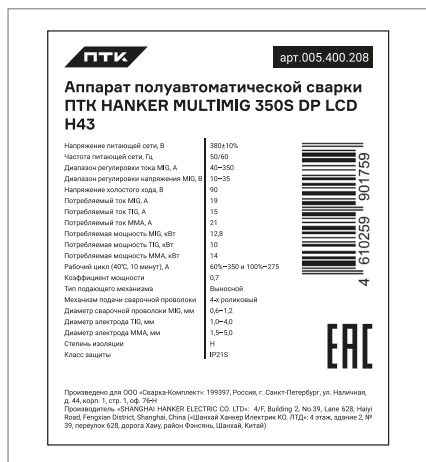 ПТК
арт.005.400.208
Аппарат полуавтоматической сварки
ПТК HANKER MULTIMIG 350S DP LCD
H43
Напряжение питающей сети, В 380±10%
Частота питающей сети, Гц 50/60
Диапазон регулировки тока MIG, А 40–350
Диапазон регулировки напряжения MIG, В 10–35
Напряжение холостого хода, В 90
Потребляемый ток MIG, А 19
Потребляемый ток TIG, А 15
Потребляемый ток MMA, А 21
Потребляемая мощность MIG, кВт 12,8
Потребляемая мощность TIG, кВт 10
Потребляемая мощность MMA, кВт 14
Рабочий цикл (40°С, 10 минут), А 60%–350 и 100%–275
Коэффициент мощности 0,7
Тип подающего механизма Выносной
Механизм подачи сварочной проволоки 4-х роликовый
Диаметр сварочной проволоки MIG, мм 0,6–1,2
Диаметр электрода TIG, мм 1,0–4,0
Диаметр электрода MMA, мм 1,5–5,0
Степень изоляции H
Класс защиты IP21S
4 610259 901759
EAC
Произведено для ООО «Сварка-Комплект»: 199397, Россия, г. Санкт-Петербург, ул. Наличная,
д. 44, корп. 1, стр. 1, оф. 76-Н
Производитель «SHANGHAI HANKER ELECTRIC CO. LTD»: 4/F, Building 2, No.39, Lane 628, Haiyi
Road, Fengxian District, Shanghai, China («Шанхай Ханкер Илектрик КО. ЛТД»: 4 этаж, здание 2, №
39, переулок 628, дорога Хаиу, район Фэнсянь, Шанхай, Китай)